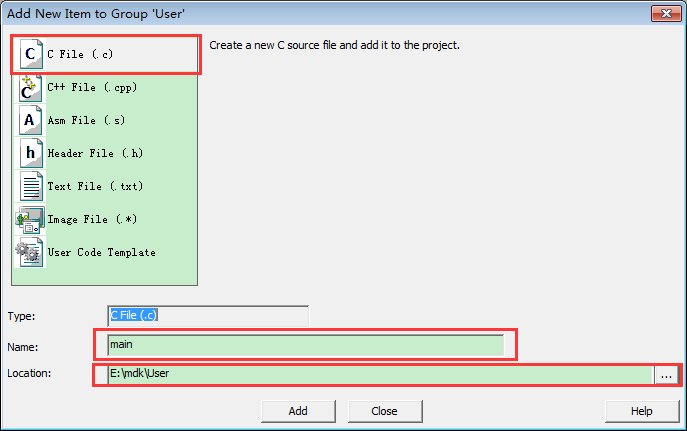 Add New Item to Group 'User'
C File (.c)
Create a new C source file and add it to the project.
C++ File (.cpp)
Asm File (.s)
Header File (.h)
Text File (.txt)
Image File (.*)
User Code Template
Type:
C File (.c)
Name:
main
Location:
E:\mdk\User
...
Add
Close
Help